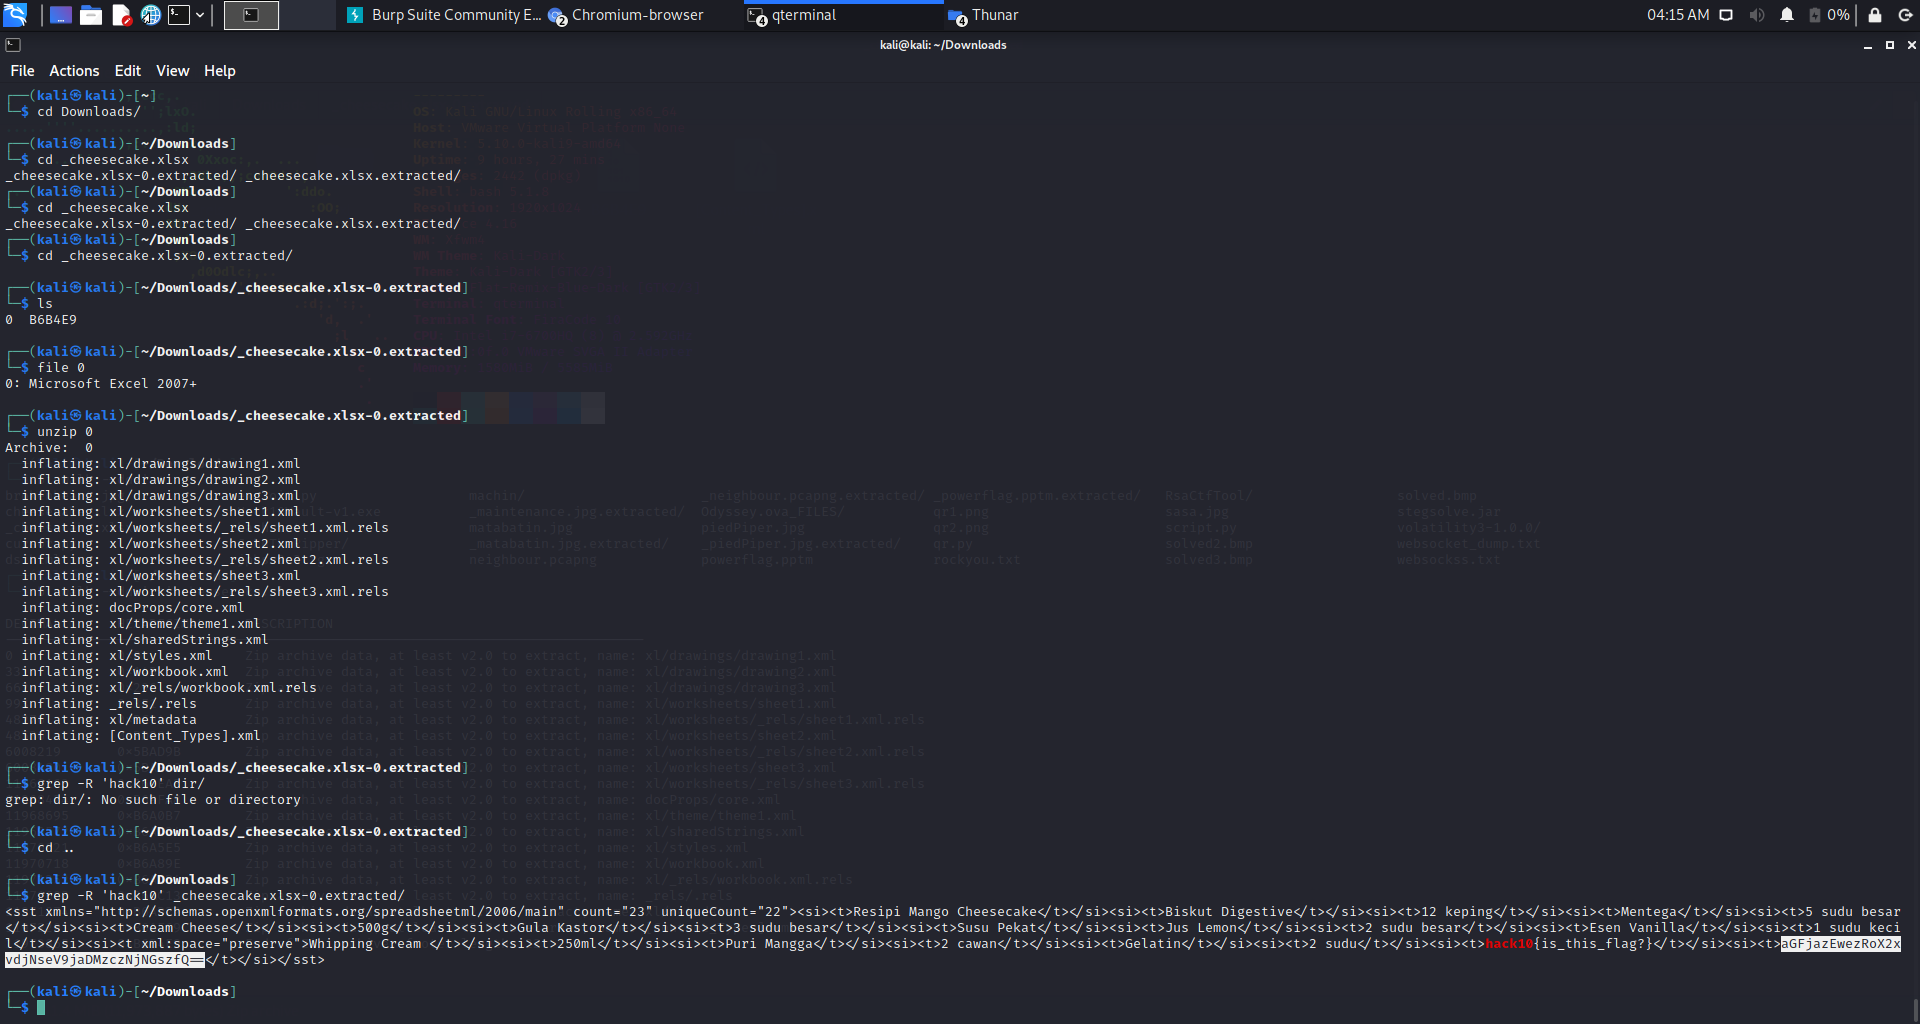 Burp Suite Community E...
2 Chromium-browser
4 qterminal
4 Thunar
04:15 AM
0%
kali@kali: ~/Downloads
File Actions Edit View Help
┌──(kali㉿kali)-[~]
└─$ cd Downloads/
┌──(kali㉿kali)-[~/Downloads]
└─$ cd _cheesecake.xlsx
_cheesecake.xlsx-0.extracted/ _cheesecake.xlsx.extracted/
┌──(kali㉿kali)-[~/Downloads]
└─$ cd _cheesecake.xlsx
_cheesecake.xlsx-0.extracted/ _cheesecake.xlsx.extracted/
┌──(kali㉿kali)-[~/Downloads]
└─$ cd _cheesecake.xlsx-0.extracted/
┌──(kali㉿kali)-[~/Downloads/_cheesecake.xlsx-0.extracted]
└─$ ls
0  B6B4E9
┌──(kali㉿kali)-[~/Downloads/_cheesecake.xlsx-0.extracted]
└─$ file 0
0: Microsoft Excel 2007+
┌──(kali㉿kali)-[~/Downloads/_cheesecake.xlsx-0.extracted]
└─$ unzip 0
Archive:  0
  inflating: xl/drawings/drawing1.xml
  inflating: xl/drawings/drawing2.xml
  inflating: xl/drawings/drawing3.xml
  inflating: xl/worksheets/sheet1.xml
  inflating: xl/worksheets/_rels/sheet1.xml.rels
  inflating: xl/worksheets/sheet2.xml
  inflating: xl/worksheets/_rels/sheet2.xml.rels
  inflating: xl/worksheets/sheet3.xml
  inflating: xl/worksheets/_rels/sheet3.xml.rels
  inflating: docProps/core.xml
  inflating: xl/theme/theme1.xml
  inflating: xl/sharedStrings.xml
  inflating: xl/styles.xml
  inflating: xl/workbook.xml
  inflating: xl/_rels/workbook.xml.rels
  inflating: _rels/.rels
  inflating: xl/metadata
  inflating: [Content_Types].xml
┌──(kali㉿kali)-[~/Downloads/_cheesecake.xlsx-0.extracted]
└─$ grep -R 'hack10' dir/
grep: dir/: No such file or directory
┌──(kali㉿kali)-[~/Downloads/_cheesecake.xlsx-0.extracted]
└─$ cd ..
┌──(kali㉿kali)-[~/Downloads]
└─$ grep -R 'hack10' _cheesecake.xlsx-0.extracted/
<sst xmlns="http://schemas.openxmlformats.org/spreadsheetml/2006/main" count="23" uniqueCount="22"><si><t>Resipi Mango Cheesecake</t></si><si><t>Biskut Digestive</t></si><si><t>12 keping</t></si><si><t>Mentega</t></si><si><t>5 sudu besar
</t></si><si><t>Cream Cheese</t></si><si><t>500g</t></si><si><t>Gula Kastor</t></si><si><t>3 sudu besar</t></si><si><t>Susu Pekat</t></si><si><t>Jus Lemon</t></si><si><t>2 sudu besar</t></si><si><t>Esen Vanilla</t></si><si><t>1 sudu keci
l</t></si><si><t xml:space="preserve">Whipping Cream </t></si><si><t>250ml</t></si><si><t>Puri Mangga</t></si><si><t>2 cawan</t></si><si><t>Gelatin</t></si><si><t>2 sudu</t></si><si><t>hack10{is_this_flag?}</t></si><si><t>aGFjazEwezRoX2x
vdjNseV9jaDMzczNjNGszfQ==</t></si></sst>
┌──(kali㉿kali)-[~/Downloads]
└─$